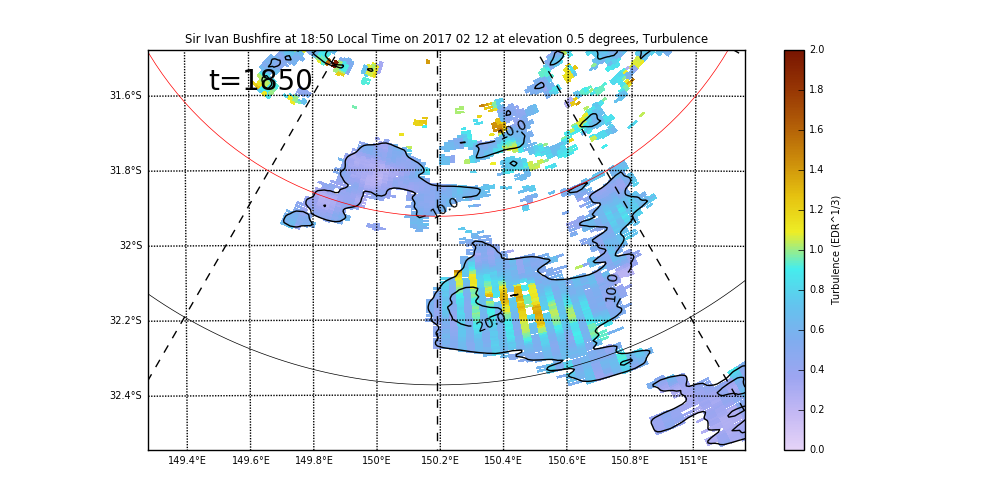 Sir Ivan Bushfire at 18:50 Local Time on 2017 02 12 at elevation 0.5 degrees, Turbulence
t=1850
31.6°S
31.8°S
32°S
32.2°S
32.4°S
149.4°E 149.6°E 149.8°E 150°E 150.2°E 150.4°E 150.6°E 150.8°E 151°E
10.0
10.0
10.0
20.0
2.0
1.8
1.6
1.4
1.2
1.0
0.8
0.6
0.4
0.2
0.0
Turbulence (EDR^1/3)